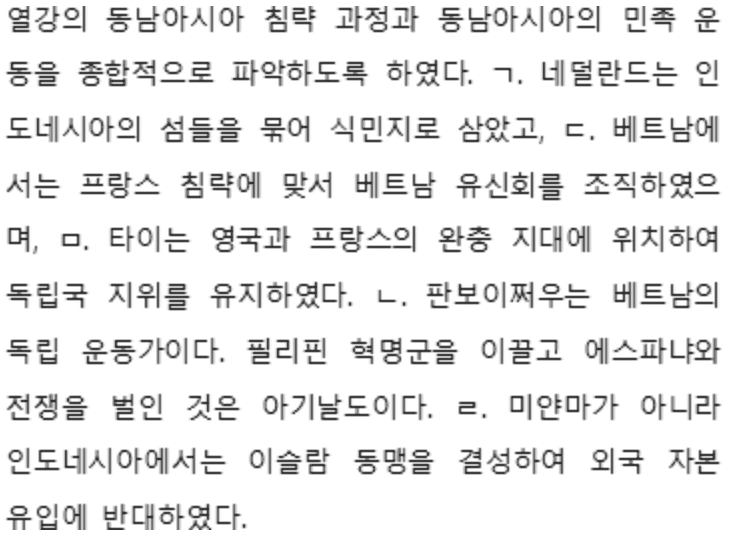 열강의 동남아시아 침략 과정과 동남아시아의 민족 운
동을 종합적으로 파악하도록 하였다. ㄱ. 네덜란드는 인
도네시아의 섬들을 묶어 식민지로 삼았고, ㄷ. 베트남에
서는 프랑스 침략에 맞서 베트남 유신회를 조직하였으
며, ㅁ. 타이는 영국과 프랑스의 완충 지대에 위치하여
독립국 지위를 유지하였다. ㄴ. 판보이쩌우는 베트남의
독립 운동가이다. 필리핀 혁명군을 이끌고 에스파냐와
전쟁을 벌인 것은 아기날도이다. ㄹ. 미얀마가 아니라
인도네시아에서는 이슬람 동맹을 결성하여 외국 자본
유입에 반대하였다.